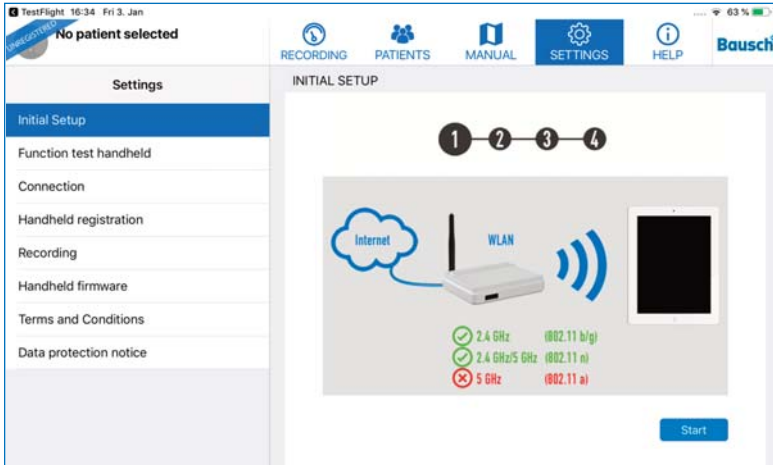 TestFlight 16:34 Fri 3. Jan
63 %
UNREGISTERED
No patient selected
RECORDING
PATIENTS
MANUAL
SETTINGS
HELP
Bausch
Settings
INITIAL SETUP
Initial Setup
Function test handheld
Connection
Handheld registration
Recording
Handheld firmware
Terms and Conditions
Data protection notice
1 2 3 4
Internet
WLAN
2.4 GHz (802.11 b/g)
2.4 GHz/5 GHz (802.11 n)
5 GHz (802.11 a)
Start